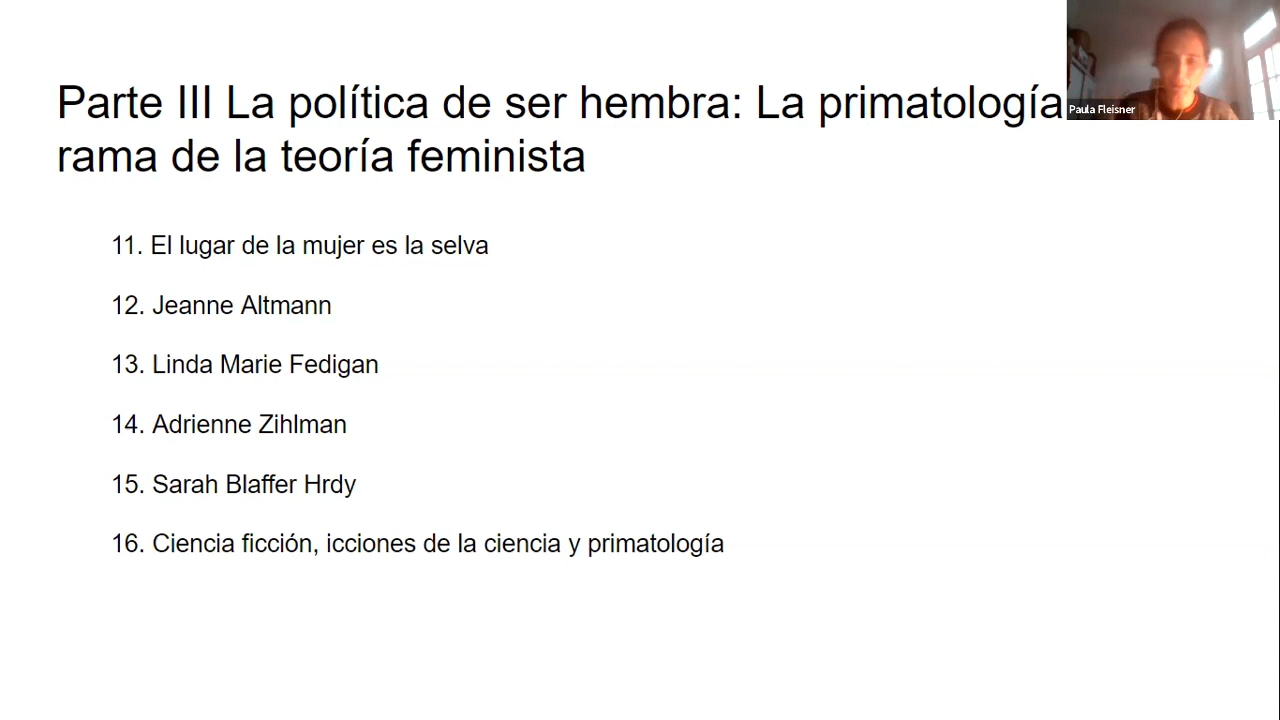 Parte III La política de ser hembra: La primatología
rama de la teoría feminista
Paula Fleisner
11. El lugar de la mujer es la selva
12. Jeanne Altmann
13. Linda Marie Fedigan
14. Adrienne Zihlman
15. Sarah Blaffer Hrdy
16. Ciencia ficción, icciones de la ciencia y primatología